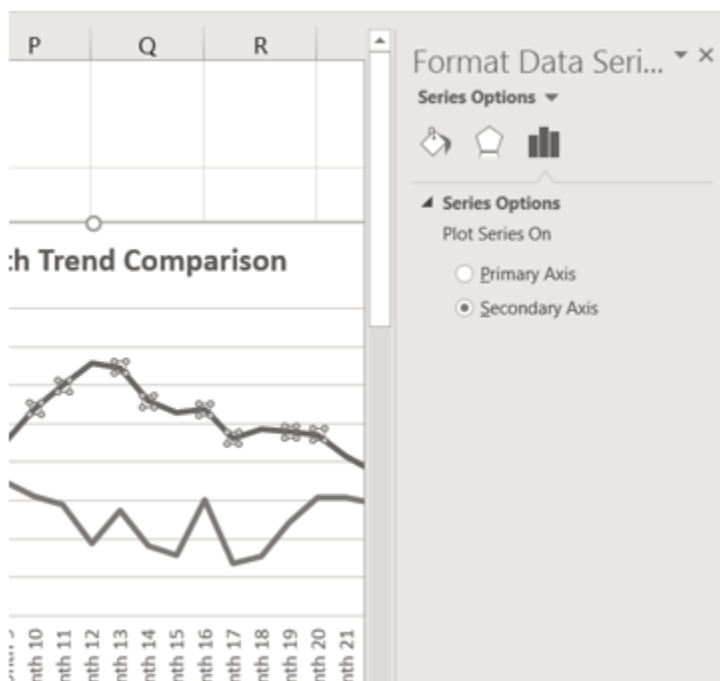 P Q R
Format Data Seri...
Series Options
Series Options
Plot Series On
Primary Axis
Secondary Axis
th Trend Comparison
nth 10
nth 11
nth 12
nth 13
nth 14
nth 15
nth 16
nth 17
nth 18
nth 19
nth 20
nth 21